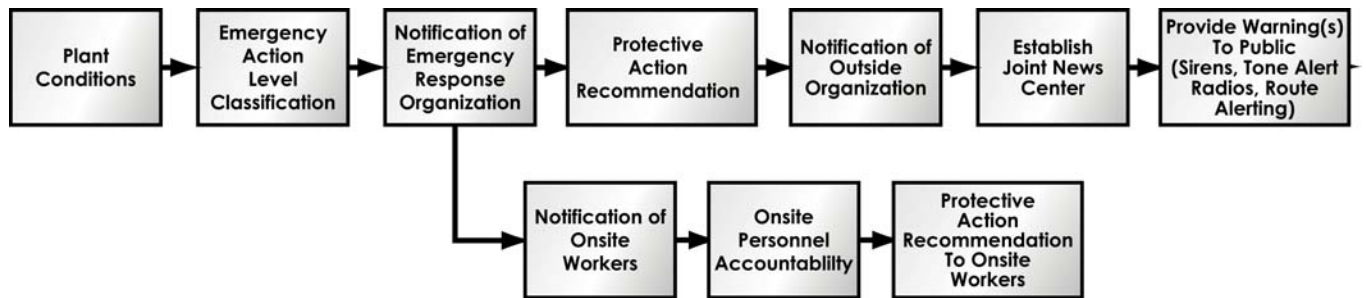 Plant
Conditions
Emergency
Action
Level
Classification
Notification of
Emergency
Response
Organization
Protective
Action
Recommendation
Notification of
Outside
Organization
Establish
Joint News
Center
Provide Warning(s)
To Public
(Sirens, Tone Alert
Radios, Route
Alerting)
Notification of
Onsite
Workers
Onsite
Personnel
Accountablilty
Protective
Action
Recommendation
To Onsite
Workers